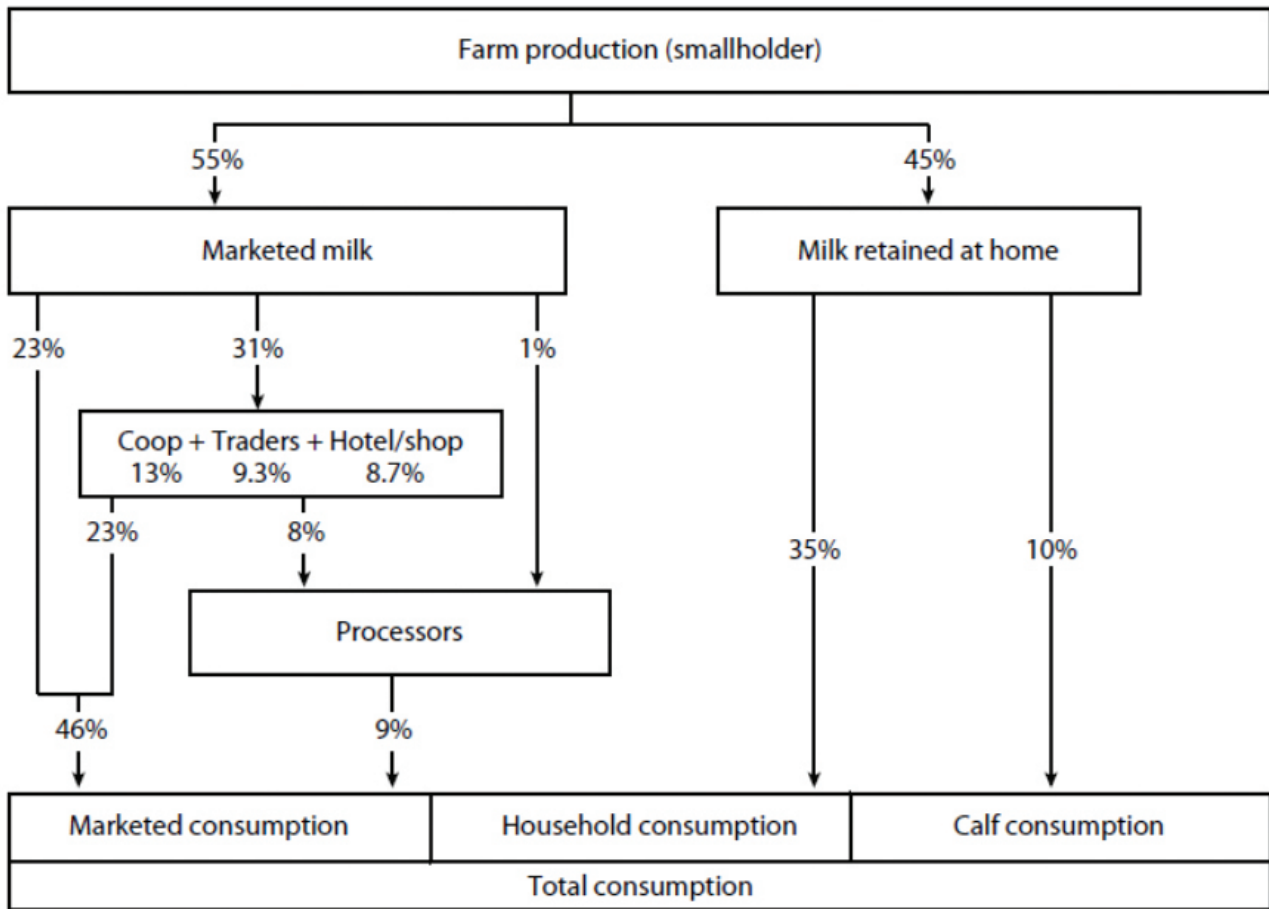 Farm production (smallholder)
55% 45%
Marketed milk Milk retained at home
23% 31% 1%
Coop + Traders + Hotel/shop
13% 9.3% 8.7%
23% 8% 35% 10%
Processors
46% 9%
Marketed consumption Household consumption Calf consumption
Total consumption